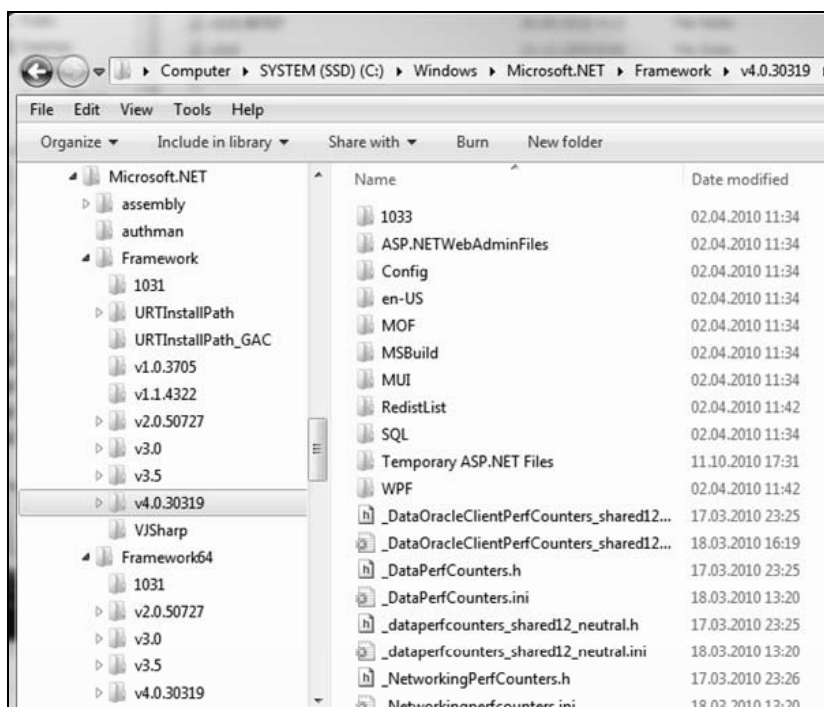 Computer ▸ SYSTEM (SSD) (C:) ▸ Windows ▸ Microsoft.NET ▸ Framework ▸ v4.0.30319
File Edit View Tools Help
Organize Include in library Share with Burn New folder
Microsoft.NET
assembly
authman
Framework
1031
URTInstallPath
URTInstallPath_GAC
v1.0.3705
v1.1.4322
v2.0.50727
v3.0
v3.5
v4.0.30319
VJSharp
Framework64
1031
v2.0.50727
v3.0
v3.5
v4.0.30319
Name Date modified
1033 02.04.2010 11:34
ASP.NETWebAdminFiles 02.04.2010 11:34
Config 02.04.2010 11:34
en-US 02.04.2010 11:34
MOF 02.04.2010 11:34
MSBuild 02.04.2010 11:34
MUI 02.04.2010 11:34
RedistList 02.04.2010 11:42
SQL 02.04.2010 11:34
Temporary ASP.NET Files 11.10.2010 17:31
WPF 02.04.2010 11:42
_DataOracleClientPerfCounters_shared12... 17.03.2010 23:25
_DataOracleClientPerfCounters_shared12... 18.03.2010 16:19
_DataPerfCounters.h 17.03.2010 23:25
_DataPerfCounters.ini 18.03.2010 13:20
_dataperfcounters_shared12_neutral.h 17.03.2010 23:25
_dataperfcounters_shared12_neutral.ini 18.03.2010 13:20
_NetworkingPerfCounters.h 17.03.2010 23:26
_Networkingperfcounters.ini 18.03.2010 13:20